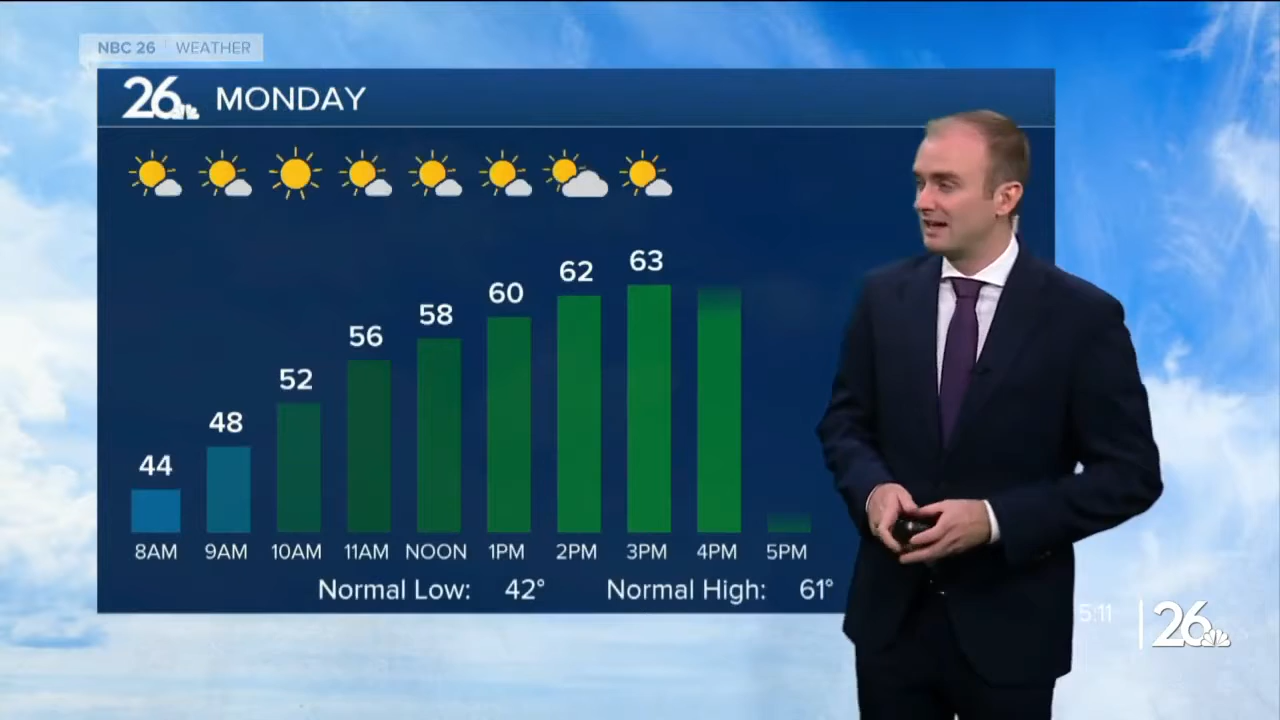 NBC 26 WEATHER
26 MONDAY
44 48 52 56 58 60 62 63
8AM 9AM 10AM 11AM NOON 1PM 2PM 3PM 4PM 5PM
Normal Low: 42° Normal High: 61°
5:11 26